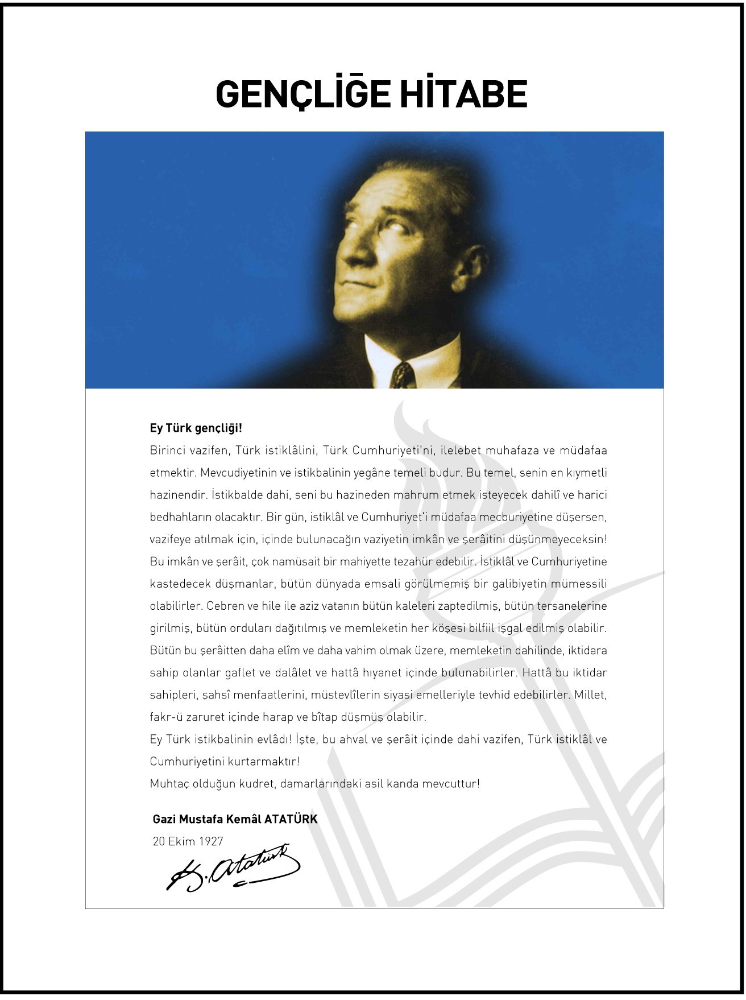 GENÇLİĞE HİTABE
Ey Türk gençliği!
Birinci vazifen, Türk istiklâlini, Türk Cumhuriyeti'ni, ilelebet muhafaza ve müdafaa
etmektir. Mevcudiyetinin ve istikbalinin yegâne temeli budur. Bu temel, senin en kıymetli
hazinendir. İstikbalde dahi, seni bu hazineden mahrum etmek isteyecek dahilî ve harici
bedhahların olacaktır. Bir gün, istiklâl ve Cumhuriyet'i müdafaa mecburiyetine düşersen,
vazifeye atılmak için, içinde bulunacağın vaziyetin imkân ve şerâitini düşünmeyeceksin!
Bu imkân ve şerâit, çok namüsait bir mahiyette tezahür edebilir. İstiklâl ve Cumhuriyetine
kastedecek düşmanlar, bütün dünyada emsali görülmemiş bir galibiyetin mümessili
olabilirler. Cebren ve hile ile aziz vatanın bütün kaleleri zaptedilmiş, bütün tersanelerine
girilmiş, bütün orduları dağıtılmış ve memleketin her köşesi bilfiil işgal edilmiş olabilir.
Bütün bu şerâitten daha elîm ve daha vahim olmak üzere, memleketin dahilinde, iktidara
sahip olanlar gaflet ve dalâlet ve hattâ hıyanet içinde bulunabilirler. Hattâ bu iktidar
sahipleri, şahsî menfaatlerini, müstevlîlerin siyasi emelleriyle tevhid edebilirler. Millet,
fakr-ü zaruret içinde harap ve bîtap düşmüş olabilir.
Ey Türk istikbalinin evlâdı! İşte, bu ahval ve şerâit içinde dahi vazifen, Türk istiklâl ve
Cumhuriyetini kurtarmaktır!
Muhtaç olduğun kudret, damarlarındaki asil kanda mevcuttur!
Gazi Mustafa Kemâl ATATÜRK
20 Ekim 1927
K. Atatürk